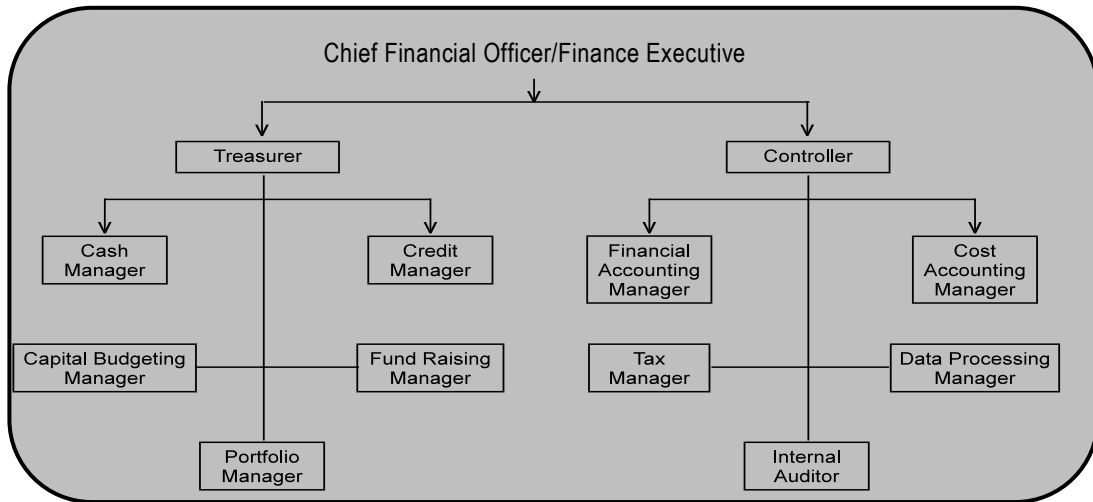 Chief Financial Officer/Finance Executive
Treasurer
Controller
Cash
Manager
Credit
Manager
Financial
Accounting
Manager
Cost
Accounting
Manager
Capital Budgeting
Manager
Fund Raising
Manager
Tax
Manager
Data Processing
Manager
Portfolio
Manager
Internal
Auditor